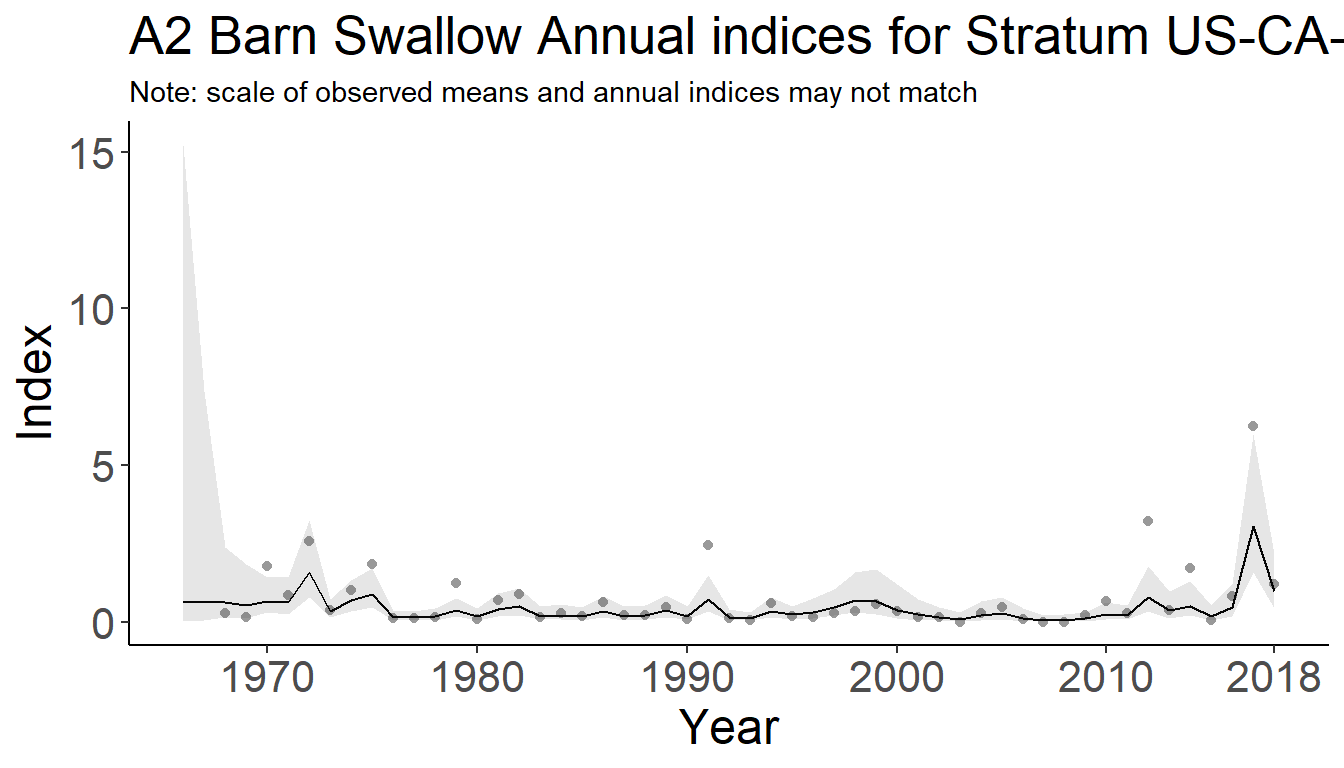 A2 Barn Swallow Annual indices for Stratum US-CA-
Note: scale of observed means and annual indices may not match
15
10
5
0
Index
1970 1980 1990 2000 2010 2018
Year